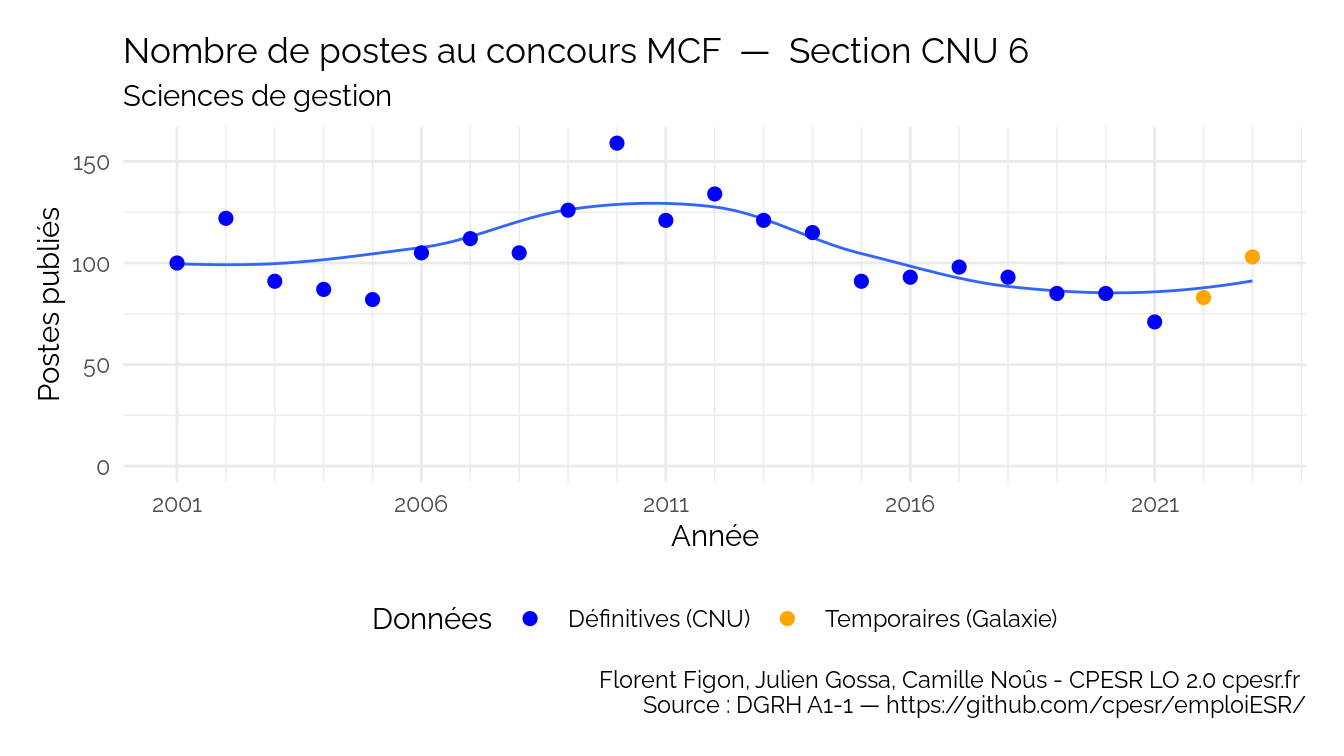 Nombre de postes au concours MCF — Section CNU 6
Sciences de gestion
Postes publiés
150
100
50
0
2001 2006 2011 2016 2021
Année
Données Définitives (CNU) Temporaires (Galaxie)
Florent Figon, Julien Gossa, Camille Noûs - CPESR LO 2.0 cpesr.fr
Source : DGRH A1-1 — https://github.com/cpesr/emploiESR/